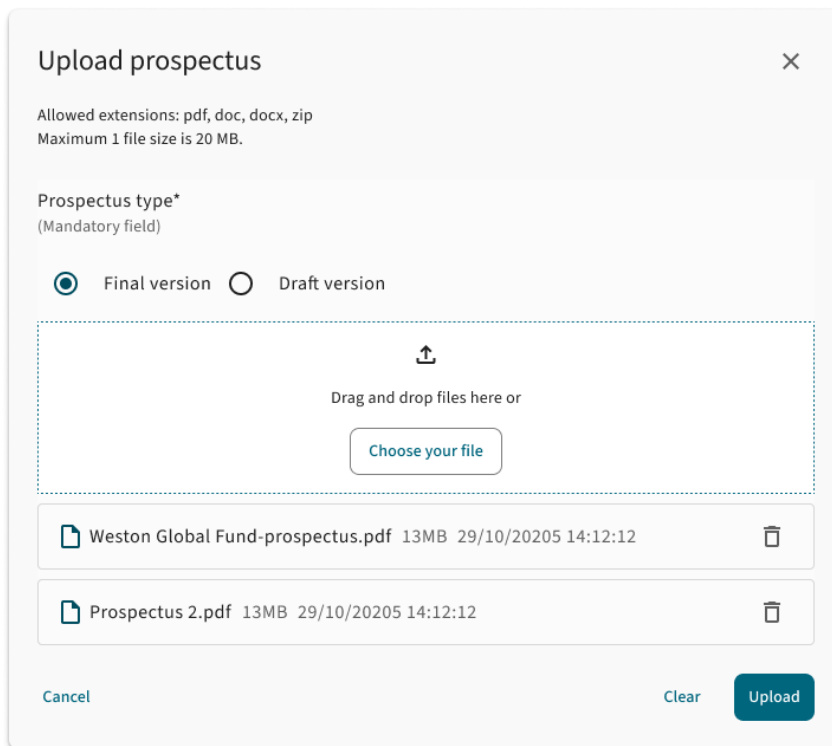 Upload prospectus
Allowed extensions: pdf, doc, docx, zip
Maximum 1 file size is 20 MB.
Prospectus type*
(Mandatory field)
Final version Draft version
Drag and drop files here or
Choose your file
Weston Global Fund-prospectus.pdf 13MB 29/10/20205 14:12:12
Prospectus 2.pdf 13MB 29/10/20205 14:12:12
Cancel Clear Upload